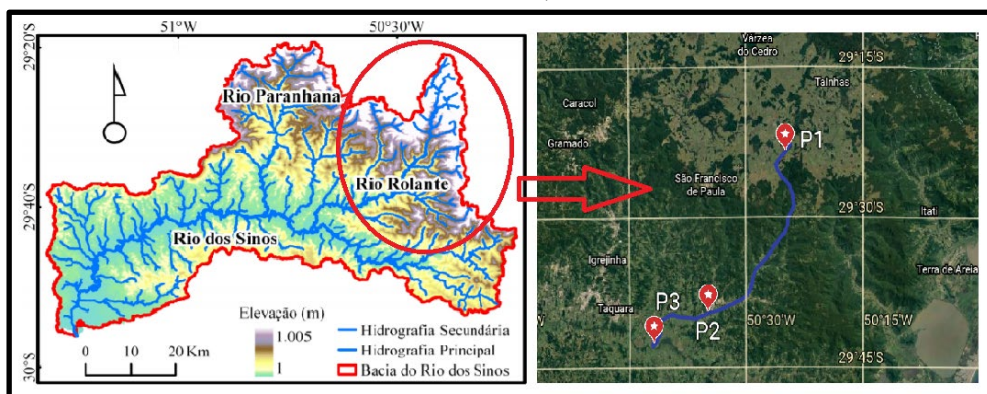 51°W
50°30'W
29°20'S
29°40'S
30°S
Rio Paranhana
Rio Rolante
Rio dos Sinos
Elevação (m)
1.005
1
0 10 20 Km
Hidrografia Secundária
Hidrografia Principal
Bacia do Rio dos Sinos
Várzea
do Cedro
29°15'S
Tainhas
Caracol
Gramado
P1
São Francisco
de Paula
29°30'S
Itati
Igrejinha
Terra de Areia
Taquara
P3
P2
°W
50°30'W
50°15'W
29°45'S